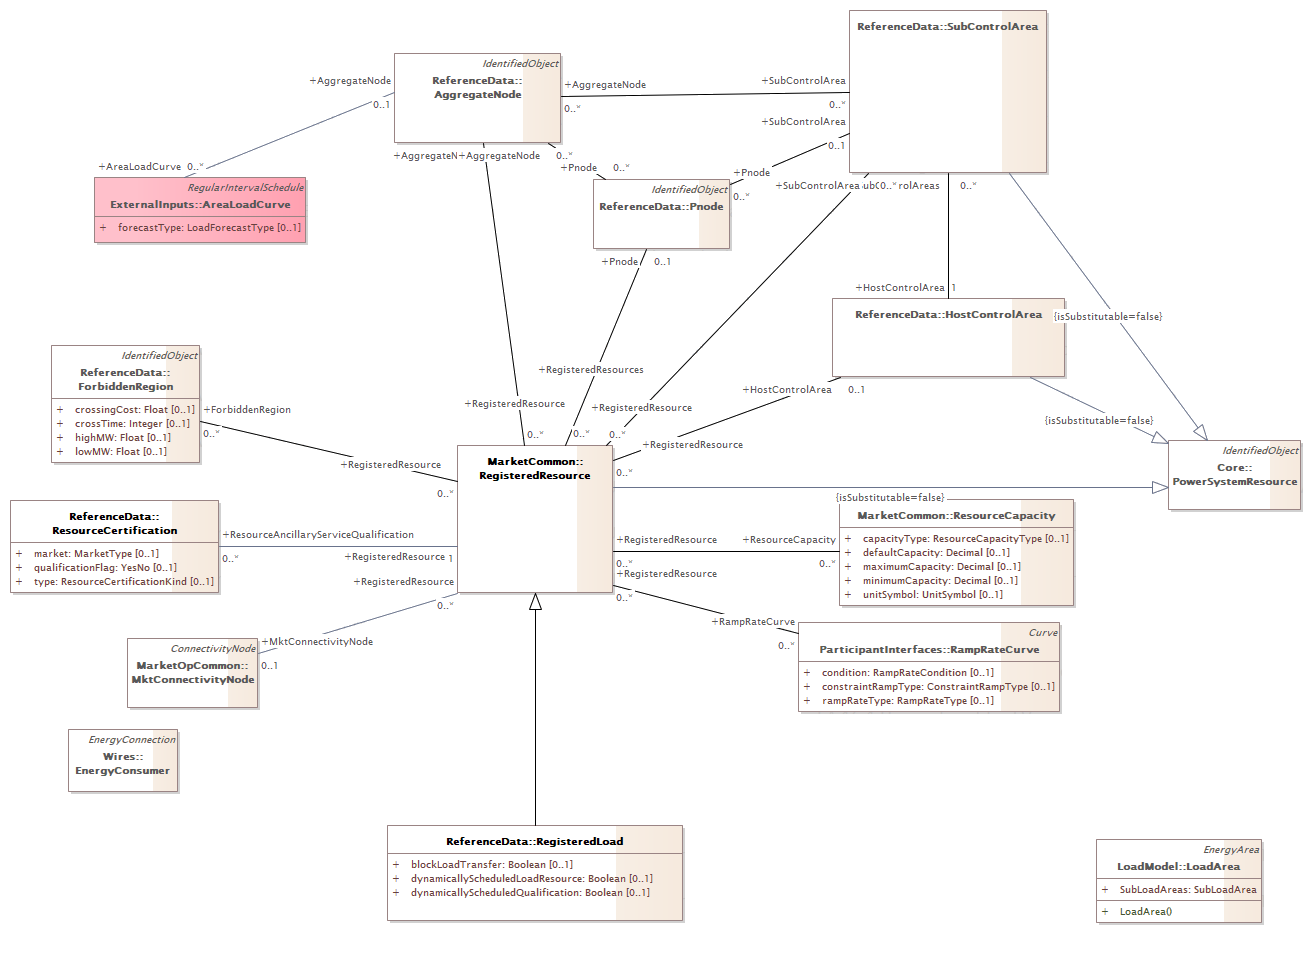 ReferenceData::SubControlArea
IdentifiedObject
ReferenceData::
AggregateNode
+AggregateNode
0..1
+AggregateNode
0..*
+SubControlArea
0..*
+SubControlArea
0..1
+AggregateN
+AggregateNode
0..*
+Pnode
0..*
+Pnode
0..*
+AreaLoadCurve
0..*
RegularIntervalSchedule
ExternalInputs::AreaLoadCurve
+ forecastType: LoadForecastType [0..1]
IdentifiedObject
ReferenceData::Pnode
+Pnode
0..1
+SubControlArea
ubC
0..*
rolAreas
0..*
+HostControlArea
1
ReferenceData::HostControlArea
{isSubstitutable=false}
{isSubstitutable=false}
IdentifiedObject
Core::
PowerSystemResource
IdentifiedObject
ReferenceData::
ForbiddenRegion
+ crossingCost: Float [0..1]
+ crossTime: Integer [0..1]
+ highMW: Float [0..1]
+ lowMW: Float [0..1]
+ForbiddenRegion
0..*
+RegisteredResource
0..*
+RegisteredResource
0..*
+RegisteredResources
0..*
+RegisteredResource
0..*
+HostControlArea
0..1
+RegisteredResource
0..*
MarketCommon::
RegisteredResource
{isSubstitutable=false}
ReferenceData::
ResourceCertification
+ market: MarketType [0..1]
+ qualificationFlag: YesNo [0..1]
+ type: ResourceCertificationKind [0..1]
+ResourceAncillaryServiceQualification
0..*
+RegisteredResource
1
+RegisteredResource
0..*
+RegisteredResource
0..*
+ResourceCapacity
0..*
MarketCommon::ResourceCapacity
+ capacityType: ResourceCapacityType [0..1]
+ defaultCapacity: Decimal [0..1]
+ maximumCapacity: Decimal [0..1]
+ minimumCapacity: Decimal [0..1]
+ unitSymbol: UnitSymbol [0..1]
+RegisteredResource
0..*
+RampRateCurve
0..*
Curve
ParticipantInterfaces::RampRateCurve
+ condition: RampRateCondition [0..1]
+ constraintRampType: ConstraintRampType [0..1]
+ rampRateType: RampRateType [0..1]
+MktConnectivityNode
0..1
ConnectivityNode
MarketOpCommon::
MktConnectivityNode
EnergyConnection
Wires::
EnergyConsumer
ReferenceData::RegisteredLoad
+ blockLoadTransfer: Boolean [0..1]
+ dynamicallyScheduledLoadResource: Boolean [0..1]
+ dynamicallyScheduledQualification: Boolean [0..1]
EnergyArea
LoadModel::LoadArea
+ SubLoadAreas: SubLoadArea
+ LoadArea()